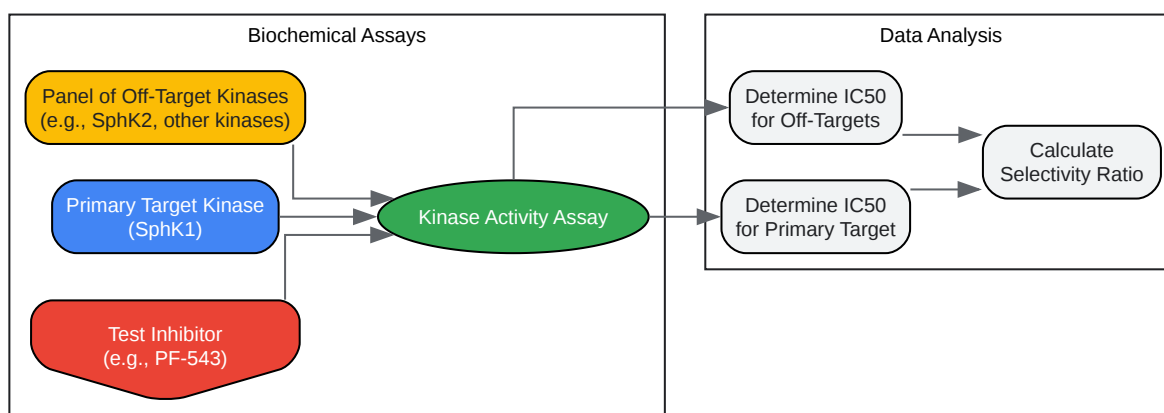 Biochemical Assays
Panel of Off-Target Kinases
(e.g., SphK2, other kinases)
Primary Target Kinase
(SphK1)
Test Inhibitor
(e.g., PF-543)
Kinase Activity Assay
Data Analysis
Determine IC50
for Off-Targets
Determine IC50
for Primary Target
Calculate
Selectivity Ratio